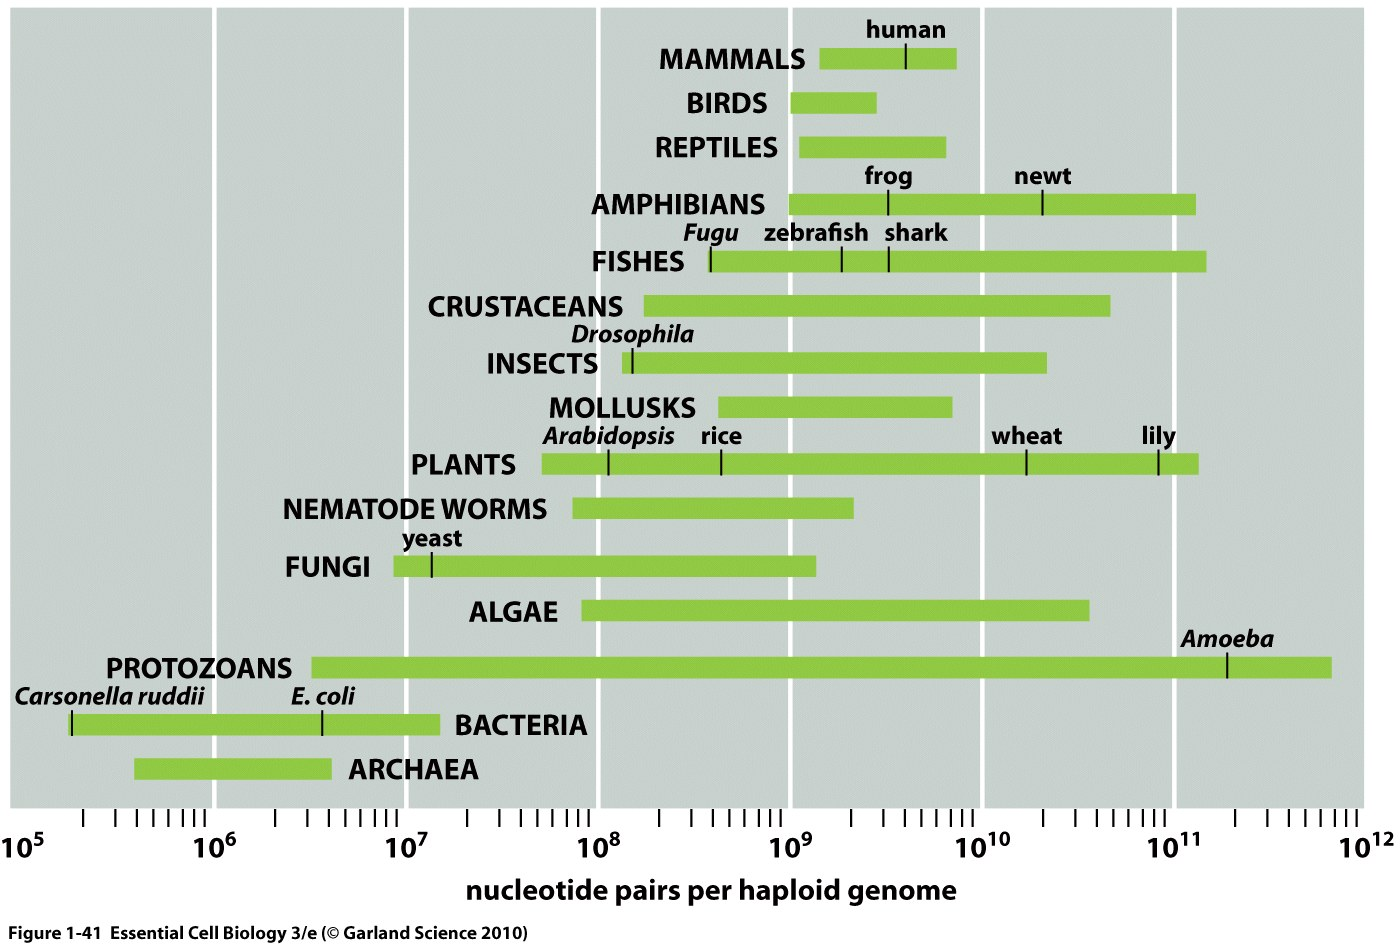 human
MAMMALS
BIRDS
REPTILES
frog newt
AMPHIBIANS
Fugu zebrafish shark
FISHES
CRUSTACEANS
Drosophila
INSECTS
MOLLUSKS
Arabidopsis rice wheat lily
PLANTS
NEMATODE WORMS
yeast
FUNGI
ALGAE
Amoeba
PROTOZOANS
Carsonella ruddii E. coli
BACTERIA
ARCHAEA
10⁵ 10⁶ 10⁷ 10⁸ 10⁹ 10¹⁰ 10¹¹ 10¹²
nucleotide pairs per haploid genome
Figure 1-41 Essential Cell Biology 3/e (© Garland Science 2010)